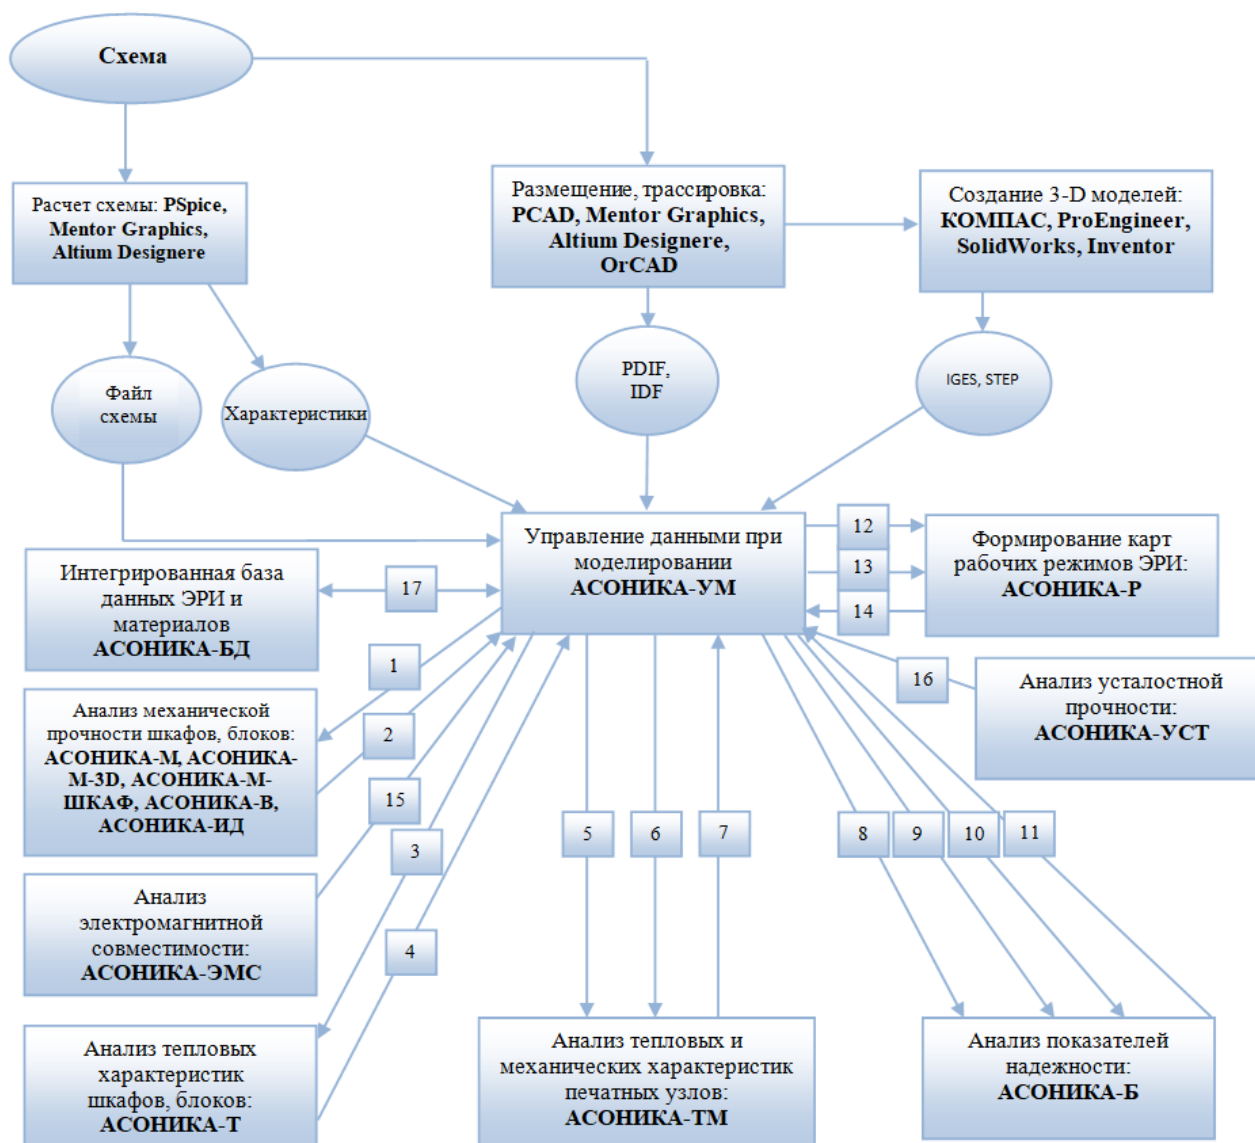 Схема
Расчет схемы: PSpice,
Mentor Graphics,
Altium Designere
Размещение, трассировка:
PCAD, Mentor Graphics,
Altium Designere,
OrCAD
Создание 3-D моделей:
КОМПАС, ProEngineer,
SolidWorks, Inventor
Файл
схемы
Характеристики
PDIF,
IDF
IGES, STEP
Управление данными при
моделировании
АСОНИКА-УМ
12
13
14
Формирование карт
рабочих режимов ЭРИ:
АСОНИКА-Р
Интегрированная база
данных ЭРИ и
материалов
АСОНИКА-БД
17
1
2
16
Анализ усталостной
прочности:
АСОНИКА-УСТ
Анализ механической
прочности шкафов, блоков:
АСОНИКА-М, АСОНИКА-
М-3D, АСОНИКА-М-
ШКАФ, АСОНИКА-В,
АСОНИКА-ИД
15
3
4
5
6
7
8
9
10
11
Анализ
электромагнитной
совместимости:
АСОНИКА-ЭМС
Анализ тепловых
характеристик
шкафов, блоков:
АСОНИКА-Т
Анализ тепловых и
механических характеристик
печатных узлов:
АСОНИКА-ТМ
Анализ показателей
надежности:
АСОНИКА-Б